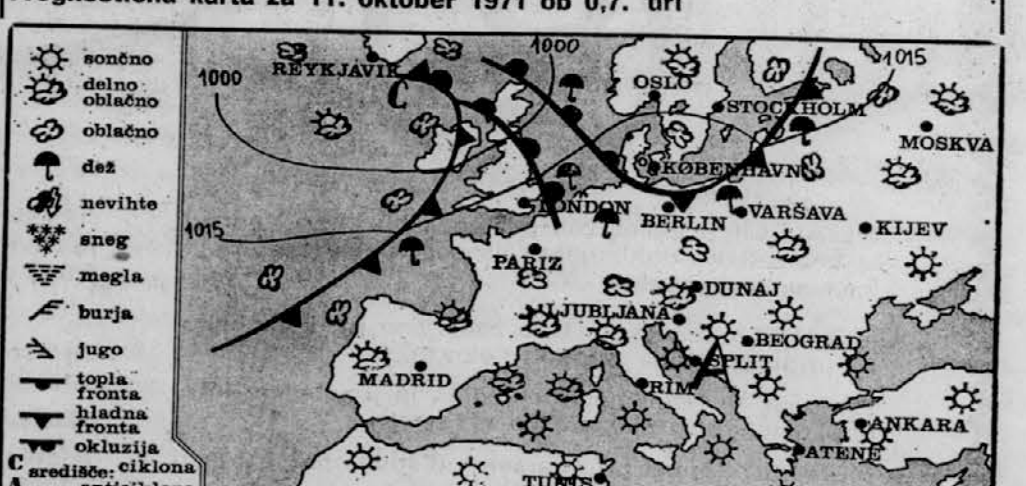 Prognostična karta za 11. oktober 1971 ob 0,7. uri
sončno
delno
oblačno
oblačno
dež
nevihte
sneg
megla
burja
jugo
topla
fronta
hladna
fronta
okluzija
C središče: ciklona
A anticiklona
1000
1000
1015
1015
REYKJAVIK
C
OSLO
STOCKHOLM
MOSKVA
KØBENHAVN
LONDON
BERLIN
VARŠAVA
KIJEV
PARIZ
DUNAJ
LJUBLJANA
BEOGRAD
SPLIT
MADRID
RIM
A
ANKARA
ATENE
TUNIS